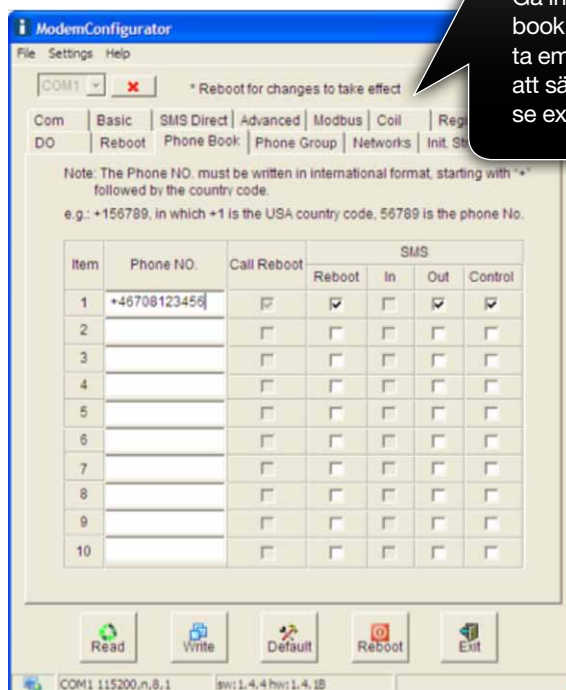 Gå in
book
ta em
att sä
se ex
ModemConfigurator
File Settings Help
COM1 * Reboot for changes to take effect
Com Basic SMS Direct Advanced Modbus Coil Reg
DO Reboot Phone Book Phone Group Networks Init. St
Note: The Phone NO. must be written in international format, starting with '+'
followed by the country code.
e.g.: +156789, in which +1 is the USA country code, 56789 is the phone No.
Item Phone NO. Call Reboot SMS
Reboot In Out Control
1 +46708123456
2
3
4
5
6
7
8
9
10
Read Write Default Reboot Exit
COM1 115200,n,8,1 sw:1.4.4 hw:1.4.1B